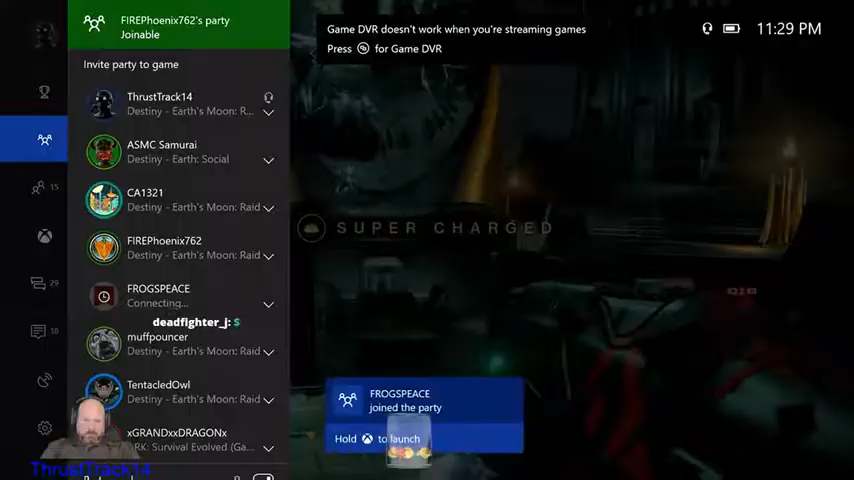 FIREPhoenix762's party
Joinable
Game DVR doesn't work when you're streaming games
Press for Game DVR
11:29 PM
Invite party to game
ThrustTrack14
Destiny - Earth's Moon: R...
ASMC Samurai
Destiny - Earth: Social
CA1321
Destiny - Earth's Moon: Raid
15
SUPER CHARGED
FIREPhoenix762
Destiny - Earth's Moon: Raid
FROGSPEACE
Connecting...
29
deadfighter_j: $
muffpouncer
Destiny - Earth's Moon: Raid
18
TentacledOwl
Destiny - Earth's Moon: Raid
FROGSPEACE
joined the party
Hold to launch
xGRANDxxDRAGONx
RK: Survival Evolved (Ga...
ThrustTrack14